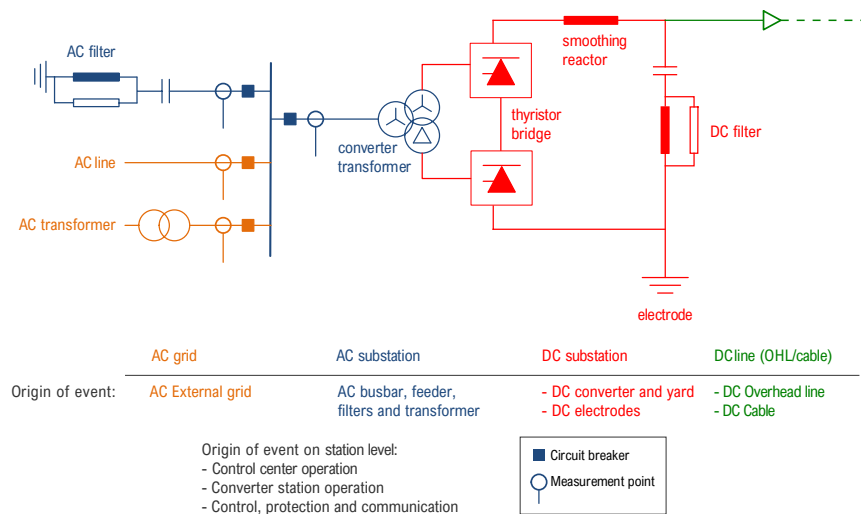 AC filter
AC line
AC transformer
converter
transformer
thyristor
bridge
smoothing
reactor
DC filter
electrode
AC grid
AC substation
DC substation
DC line (OHL/cable)
Origin of event:
AC External grid
AC busbar, feeder,
filters and transformer
- DC converter and yard
- DC electrodes
- DC Overhead line
- DC Cable
Origin of event on station level:
- Control center operation
- Converter station operation
- Control, protection and communication
Circuit breaker
Measurement point